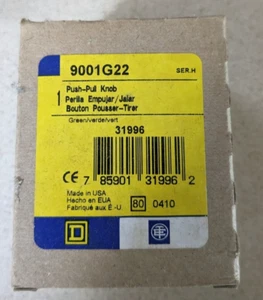 9001G22 SER.H
1 Push-Pull Knob
Perilla Empujar/Jalar
Bouton Pousser-Tirer
Green/verde/vert
31996
CE 7 85901 31996 2
Made in USA
Hecho en EUA
Fabriqué aux É.-U
80 0410
D